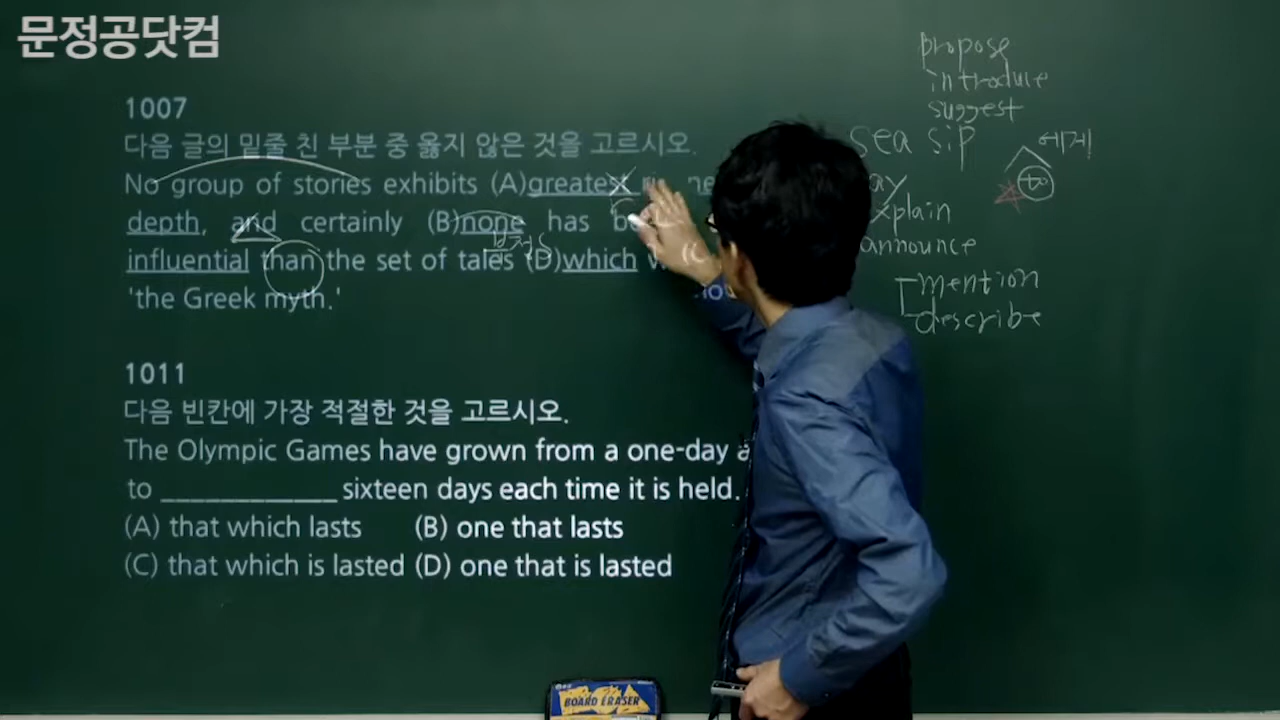 문정공닷컴
1007
다음 글의 밑줄 친 부분 중 옳지 않은 것을 고르시오.
No group of stories exhibits (A)greatest
depth, and certainly (B)none has
influential than the set of tales (D)which
'the Greek myth.'
1011
다음 빈칸에 가장 적절한 것을 고르시오.
The Olympic Games have grown from a one-day
to ____________ sixteen days each time it is held.
(A) that which lasts (B) one that lasts
(C) that which is lasted (D) one that is lasted
propose
introduce
suggest
sea sip
에게
to
announce
mention
describe
BOARD ERASER